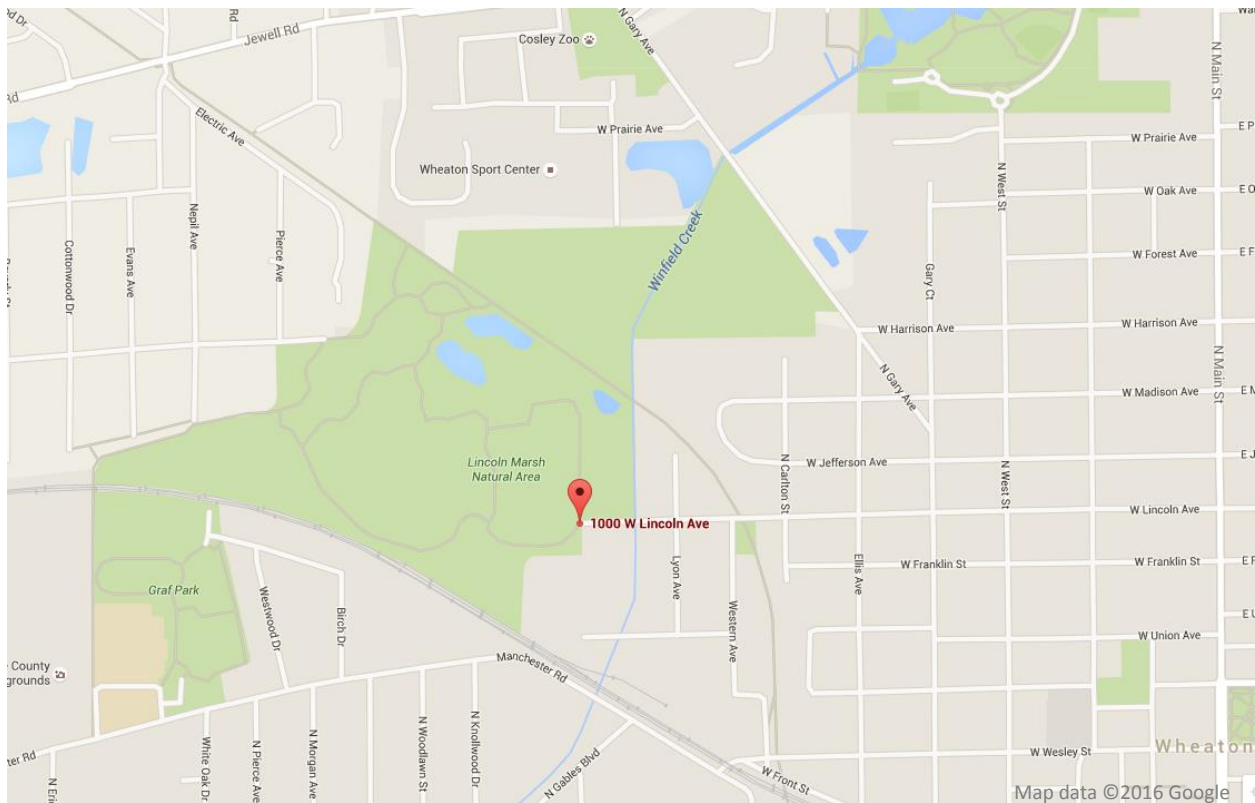 Jewell Rd
Cosley Zoo
N Gary Ave
N Main St
Rd
Electric Ave
W Prairie Ave
W Prairie Ave
E P
Wheaton Sport Center
N West St
W Oak Ave
E O
Nepil Ave
Cottonwood Dr
Evans Ave
Pierce Ave
Winfield Creek
W Forest Ave
E F
Gary Ct
W Harrison Ave
W Harrison Ave
N Main St
N Gary Ave
W Madison Ave
E M
Lincoln Marsh
Natural Area
W Jefferson Ave
E J
N Carlton St
N West St
1000 W Lincoln Ave
W Lincoln Ave
Lyon Ave
Ellis Ave
W Franklin St
W Franklin St
E F
Graf Park
Westwood Dr
Birch Dr
Western Ave
W Union Ave
Manchester Rd
County
grounds
N Woodlawn St
N Knollwood Dr
N Pierce Ave
N Morgan Ave
White Oak Dr
N Gables Blvd
W Wesley St
Wheaton
ter Rd
N Eri
W Front St
Map data ©2016 Google